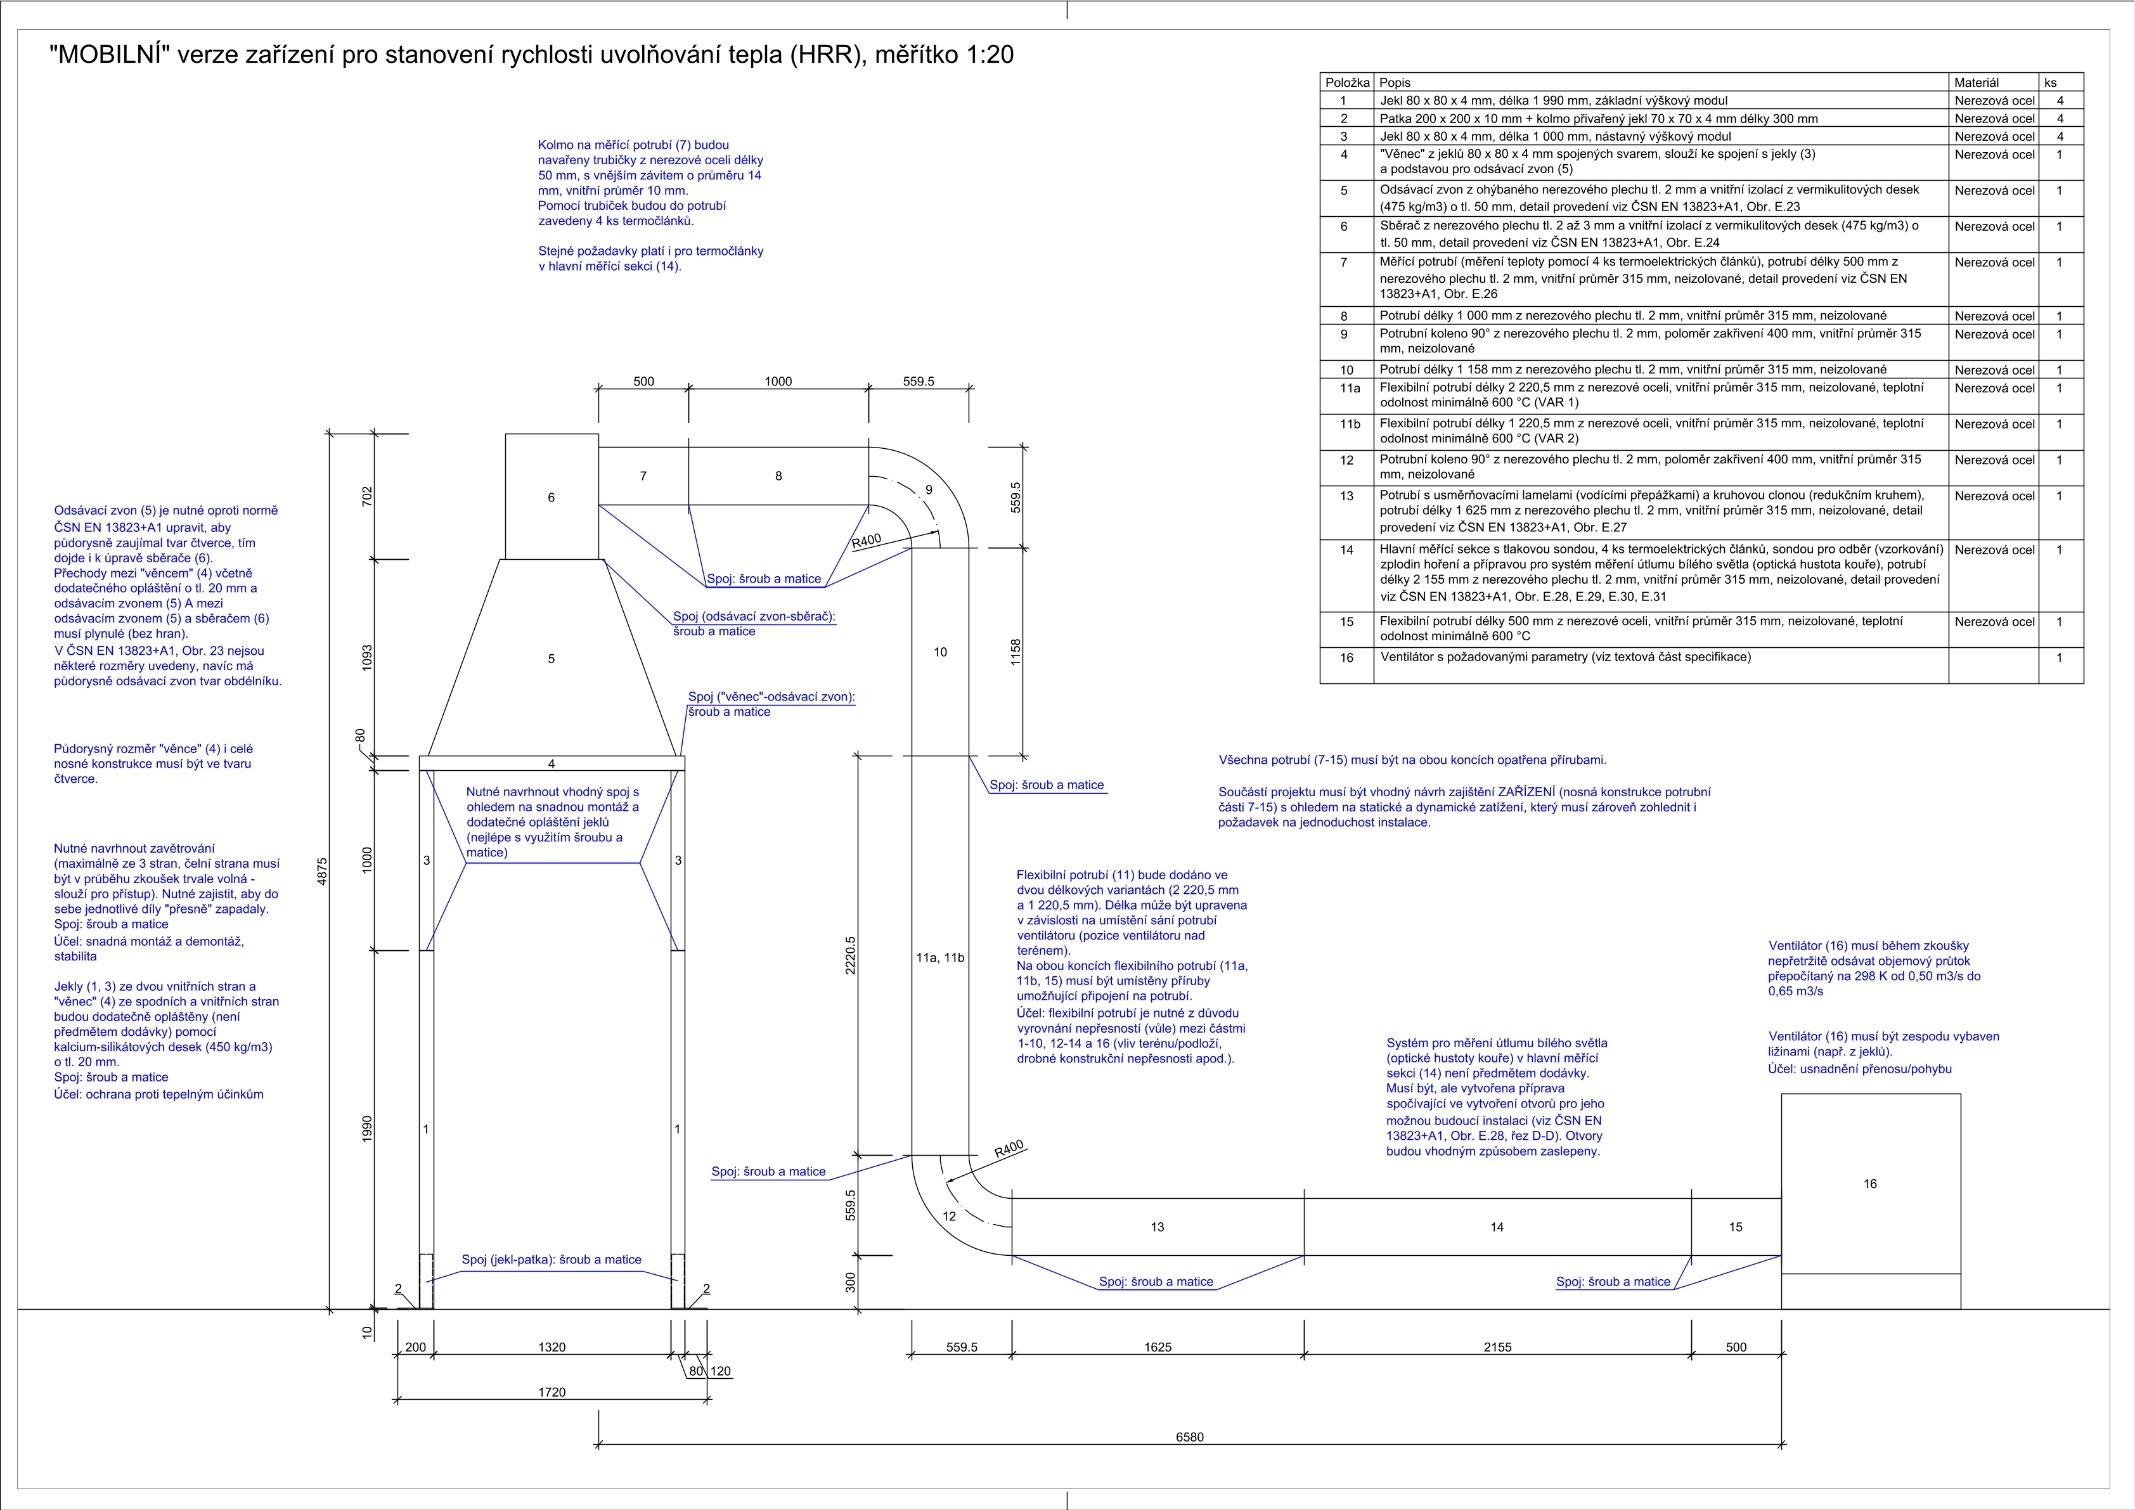 "MOBILNÍ" verze zařízení pro stanovení rychlosti uvolňování tepla (HRR), měřítko 1:20
Položka Popis Materiál ks
1 Jekl 80 x 80 x 4 mm, délka 1 990 mm, základní výškový modul Nerezová ocel 4
2 Patka 200 x 200 x 10 mm + kolmo přivařený jekl 70 x 70 x 4 mm délky 300 mm Nerezová ocel 4
3 Jekl 80 x 80 x 4 mm, délka 1 000 mm, nástavný výškový modul Nerezová ocel 4
4 "Věnec" z jeklů 80 x 80 x 4 mm spojených svarem, slouží ke spojení s jekly (3) Nerezová ocel 1
a podstavou pro odsávací zvon (5)
5 Odsávací zvon z ohýbaného nerezového plechu tl. 2 mm a vnitřní izolací z vermikulitových desek Nerezová ocel 1
(475 kg/m3) o tl. 50 mm, detail provedení viz ČSN EN 13823+A1, Obr. E.23
6 Sběrač z nerezového plechu tl. 2 až 3 mm a vnitřní izolací z vermikulitových desek (475 kg/m3) o Nerezová ocel 1
tl. 50 mm, detail provedení viz ČSN EN 13823+A1, Obr. E.24
7 Měřící potrubí (měření teploty pomocí 4 ks termoelektrických článků), potrubí délky 500 mm z Nerezová ocel 1
nerezového plechu tl. 2 mm, vnitřní průměr 315 mm, neizolované, detail provedení viz ČSN EN
13823+A1, Obr. E.26
8 Potrubí délky 1 000 mm z nerezového plechu tl. 2 mm, vnitřní průměr 315 mm, neizolované Nerezová ocel 1
9 Potrubní koleno 90° z nerezového plechu tl. 2 mm, poloměr zakřivení 400 mm, vnitřní průměr 315 Nerezová ocel 1
mm, neizolované
10 Potrubí délky 1 158 mm z nerezového plechu tl. 2 mm, vnitřní průměr 315 mm, neizolované Nerezová ocel 1
11a Flexibilní potrubí délky 2 220,5 mm z nerezové oceli, vnitřní průměr 315 mm, neizolované, teplotní Nerezová ocel 1
odolnost minimálně 600 °C (VAR 1)
11b Flexibilní potrubí délky 1 220,5 mm z nerezové oceli, vnitřní průměr 315 mm, neizolované, teplotní Nerezová ocel 1
odolnost minimálně 600 °C (VAR 2)
12 Potrubní koleno 90° z nerezového plechu tl. 2 mm, poloměr zakřivení 400 mm, vnitřní průměr 315 Nerezová ocel 1
mm, neizolované
13 Potrubí s usměrňovacími lamelami (vodícími přepážkami) a kruhovou clonou (redukčním kruhem), Nerezová ocel 1
potrubí délky 1 625 mm z nerezového plechu tl. 2 mm, vnitřní průměr 315 mm, neizolované, detail
provedení viz ČSN EN 13823+A1, Obr. E.27
14 Hlavní měřící sekce s tlakovou sondou, 4 ks termoelektrických článků, sondou pro odběr (vzorkování) Nerezová ocel 1
zplodin hoření a přípravou pro systém měření útlumu bílého světla (optická hustota kouře), potrubí
délky 2 155 mm z nerezového plechu tl. 2 mm, vnitřní průměr 315 mm, neizolované, detail provedení
viz ČSN EN 13823+A1, Obr. E.28, E.29, E.30, E.31
15 Flexibilní potrubí délky 500 mm z nerezové oceli, vnitřní průměr 315 mm, neizolované, teplotní Nerezová ocel 1
odolnost minimálně 600 °C
16 Ventilátor s požadovanými parametry (viz textová část specifikace) 1
Kolmo na měřící potrubí (7) budou
navařeny trubičky z nerezové oceli délky
50 mm, s vnějším závitem o průměru 14
mm, vnitřní průměr 10 mm.
Pomocí trubiček budou do potrubí
zavedeny 4 ks termočlánků.
Stejné požadavky platí i pro termočlánky
v hlavní měřící sekci (14).
500 1000 559.5
702
1093
80
1000
1990
10
4875
6
7
8
9
R400
559.5
1158
5
10
4
3 3
11a, 11b
2220.5
1 1
2 2
Spoj: šroub a matice
Spoj (odsávací zvon-sběrač):
šroub a matice
Spoj ("věnec"-odsávací zvon):
šroub a matice
Spoj: šroub a matice
Odsávací zvon (5) je nutné oproti normě
ČSN EN 13823+A1 upravit, aby
půdorysně zaujímal tvar čtverce, tím
dojde i k úpravě sběrače (6).
Přechody mezi "věncem" (4) včetně
dodatečného opláštění o tl. 20 mm a
odsávacím zvonem (5) A mezi
odsávacím zvonem (5) a sběračem (6)
musí plynulé (bez hran).
V ČSN EN 13823+A1, Obr. 23 nejsou
některé rozměry uvedeny, navíc má
půdorysně odsávací zvon tvar obdélníku.
Půdorysný rozměr "věnce" (4) i celé
nosné konstrukce musí být ve tvaru
čtverce.
Nutné navrhnout vhodný spoj s
ohledem na snadnou montáž a
dodatečné opláštění jeklů
(nejlépe s využitím šroubu a
matice)
Nutné navrhnout zavětrování
(maximálně ze 3 stran, čelní strana musí
být v průběhu zkoušek trvale volná -
slouží pro přístup). Nutné zajistit, aby do
sebe jednotlivé díly "přesně" zapadaly.
Spoj: šroub a matice
Účel: snadná montáž a demontáž,
stabilita
Jekly (1, 3) ze dvou vnitřních stran a
"věnec" (4) ze spodních a vnitřních stran
budou dodatečně opláštěny (není
předmětem dodávky) pomocí
kalcium-silikátových desek (450 kg/m3)
o tl. 20 mm.
Spoj: šroub a matice
Účel: ochrana proti tepelným účinkům
Všechna potrubí (7-15) musí být na obou koncích opatřena přírubami.
Součástí projektu musí být vhodný návrh zajištění ZAŘÍZENÍ (nosná konstrukce potrubní
části 7-15) s ohledem na statické a dynamické zatížení, který musí zároveň zohlednit i
požadavek na jednoduchost instalace.
Flexibilní potrubí (11) bude dodáno ve
dvou délkových variantách (2 220,5 mm
a 1 220,5 mm). Délka může být upravena
v závislosti na umístění sání potrubí
ventilátoru (pozice ventilátoru nad
terénem).
Na obou koncích flexibilního potrubí (11a,
11b, 15) musí být umístěny příruby
umožňující připojení na potrubí.
Účel: flexibilní potrubí je nutné z důvodu
vyrovnání nepřesností (vůle) mezi částmi
1-10, 12-14 a 16 (vliv terénu/podloží,
drobné konstrukční nepřesnosti apod.).
Systém pro měření útlumu bílého světla
(optické hustoty kouře) v hlavní měřící
sekci (14) není předmětem dodávky.
Musí být, ale vytvořena příprava
spočívající ve vytvoření otvorů pro jeho
možnou budoucí instalaci (viz ČSN EN
13823+A1, Obr. E.28, řez D-D). Otvory
budou vhodným způsobem zaslepeny.
Ventilátor (16) musí během zkoušky
nepřetržitě odsávat objemový průtok
přepočítaný na 298 K od 0,50 m3/s do
0,65 m3/s
Ventilátor (16) musí být zespodu vybaven
ližinami (např. z jeklů).
Účel: usnadnění přenosu/pohybu
Spoj: šroub a matice
R400
559.5
300
12
13
14
15
16
Spoj (jekl-patka): šroub a matice
Spoj: šroub a matice
Spoj: šroub a matice
200 1320 80 120
1720
559.5 1625 2155 500
6580